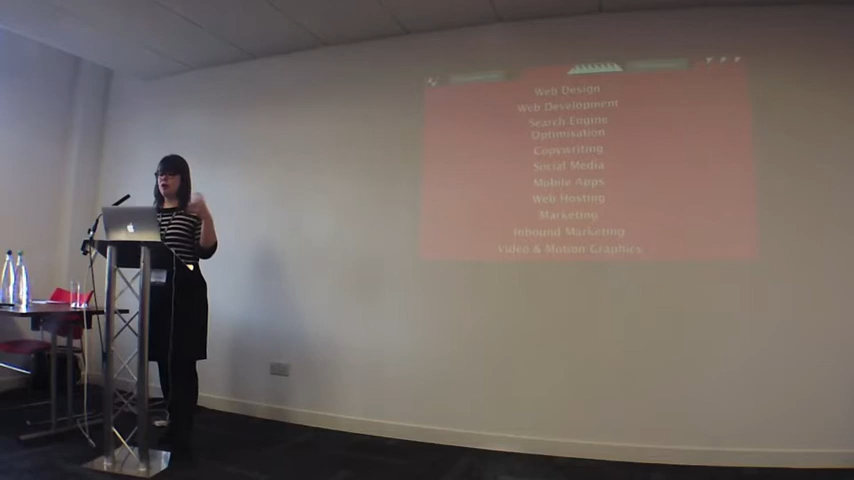 Web Design
Web Development
Search Engine
Optimisation
Copywriting
Social Media
Mobile Apps
Web Hosting
Marketing
Inbound Marketing
Video & Motion Graphics